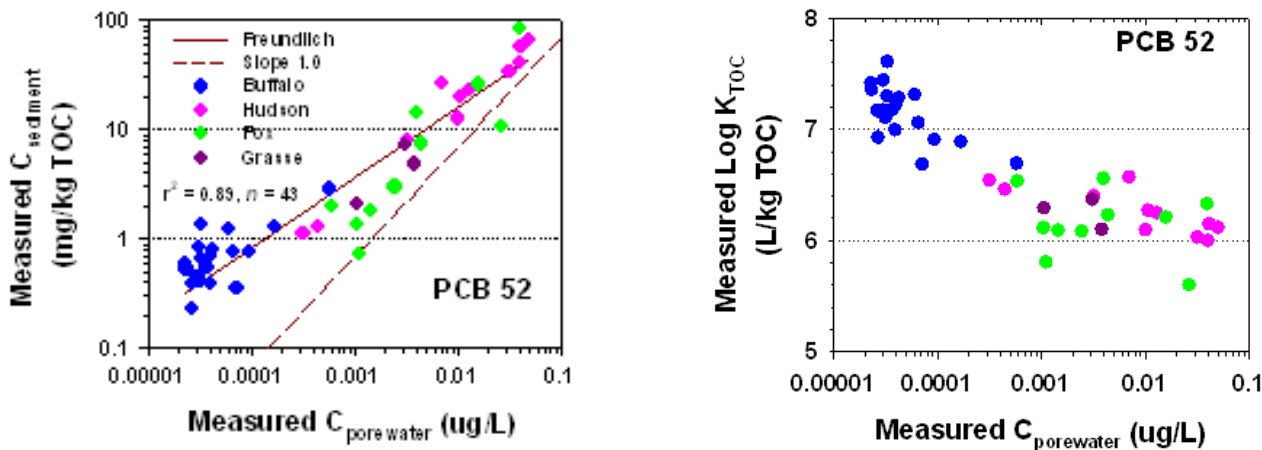 100
10
1
0.1
Measured C sediment
(mg/kg TOC)
Freundlich
Slope 1.0
Buffalo
Hudson
Fox
Grasse
r² = 0.89, n = 43
PCB 52
0.00001 0.0001 0.001 0.01 0.1
Measured C porewater (ug/L)
8
7
6
5
Measured Log K TOC
(L/kg TOC)
PCB 52
0.00001 0.0001 0.001 0.01 0.1
Measured C porewater (ug/L)